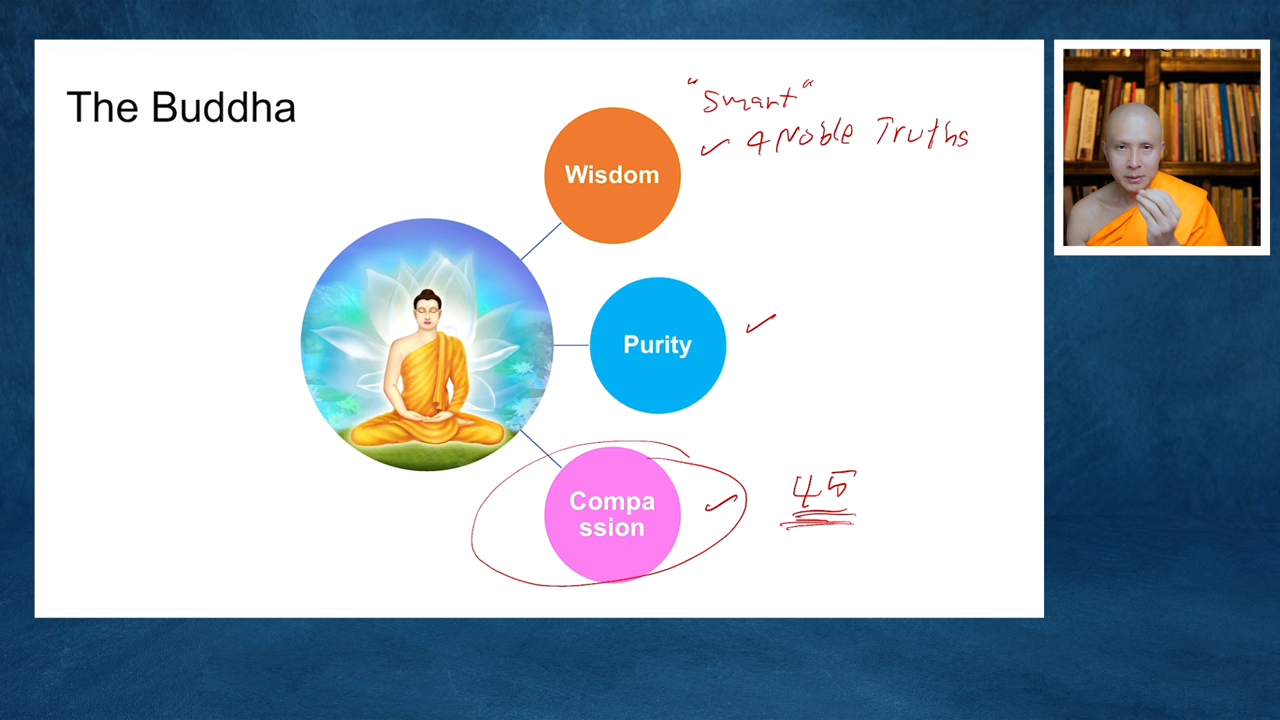 The Buddha
"Smart"
✓ 4 Noble Truths
Wisdom
Purity
✓
Compa
ssion
✓
45